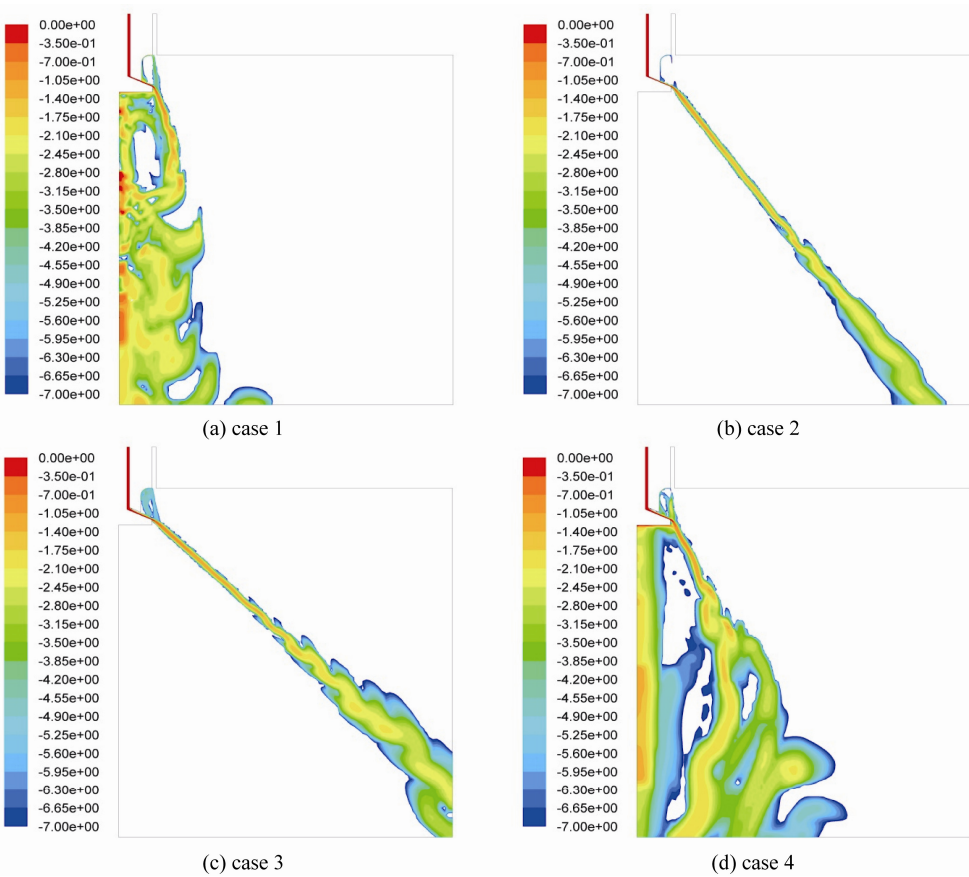 0.00e+00
-3.50e-01
-7.00e-01
-1.05e+00
-1.40e+00
-1.75e+00
-2.10e+00
-2.45e+00
-2.80e+00
-3.15e+00
-3.50e+00
-3.85e+00
-4.20e+00
-4.55e+00
-4.90e+00
-5.25e+00
-5.60e+00
-5.95e+00
-6.30e+00
-6.65e+00
-7.00e+00
(a) case 1
0.00e+00
-3.50e-01
-7.00e-01
-1.05e+00
-1.40e+00
-1.75e+00
-2.10e+00
-2.45e+00
-2.80e+00
-3.15e+00
-3.50e+00
-3.85e+00
-4.20e+00
-4.55e+00
-4.90e+00
-5.25e+00
-5.60e+00
-5.95e+00
-6.30e+00
-6.65e+00
-7.00e+00
(b) case 2
0.00e+00
-3.50e-01
-7.00e-01
-1.05e+00
-1.40e+00
-1.75e+00
-2.10e+00
-2.45e+00
-2.80e+00
-3.15e+00
-3.50e+00
-3.85e+00
-4.20e+00
-4.55e+00
-4.90e+00
-5.25e+00
-5.60e+00
-5.95e+00
-6.30e+00
-6.65e+00
-7.00e+00
(c) case 3
0.00e+00
-3.50e-01
-7.00e-01
-1.05e+00
-1.40e+00
-1.75e+00
-2.10e+00
-2.45e+00
-2.80e+00
-3.15e+00
-3.50e+00
-3.85e+00
-4.20e+00
-4.55e+00
-4.90e+00
-5.25e+00
-5.60e+00
-5.95e+00
-6.30e+00
-6.65e+00
-7.00e+00
(d) case 4